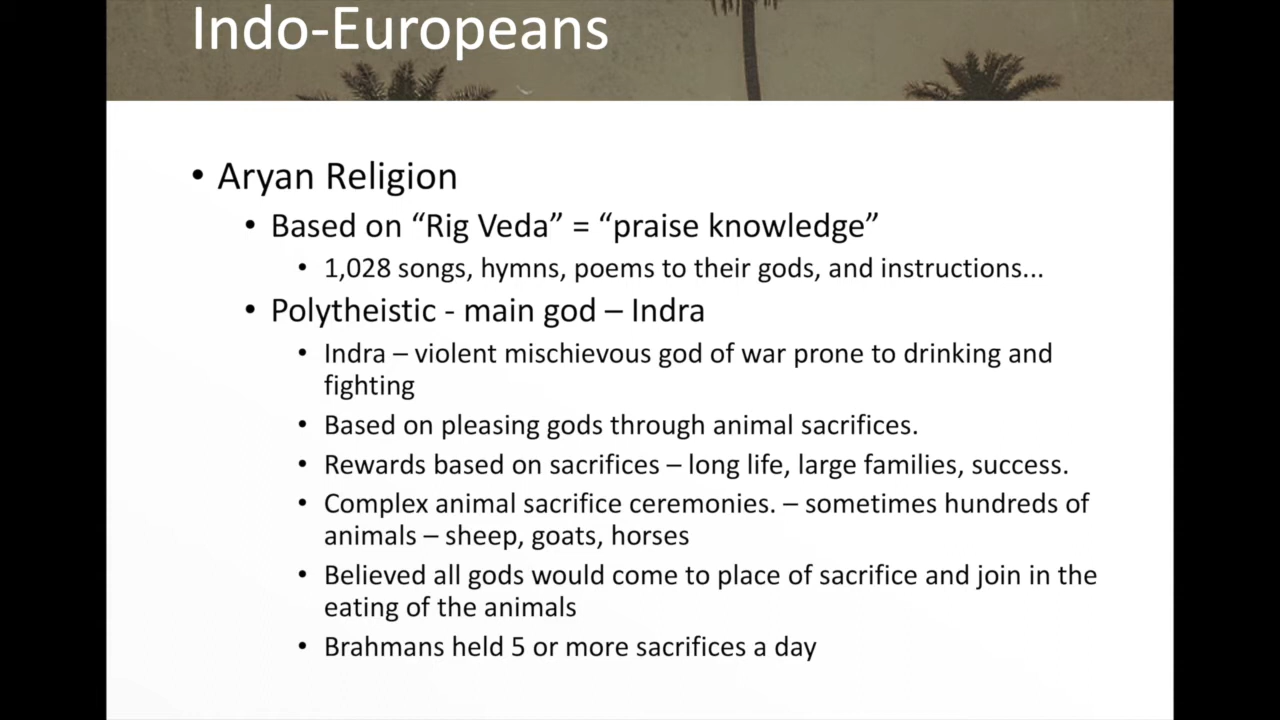 Indo-Europeans
• Aryan Religion
• Based on “Rig Veda” = “praise knowledge”
• 1,028 songs, hymns, poems to their gods, and instructions...
• Polytheistic - main god – Indra
• Indra – violent mischievous god of war prone to drinking and
fighting
• Based on pleasing gods through animal sacrifices.
• Rewards based on sacrifices – long life, large families, success.
• Complex animal sacrifice ceremonies. – sometimes hundreds of
animals – sheep, goats, horses
• Believed all gods would come to place of sacrifice and join in the
eating of the animals
• Brahmans held 5 or more sacrifices a day